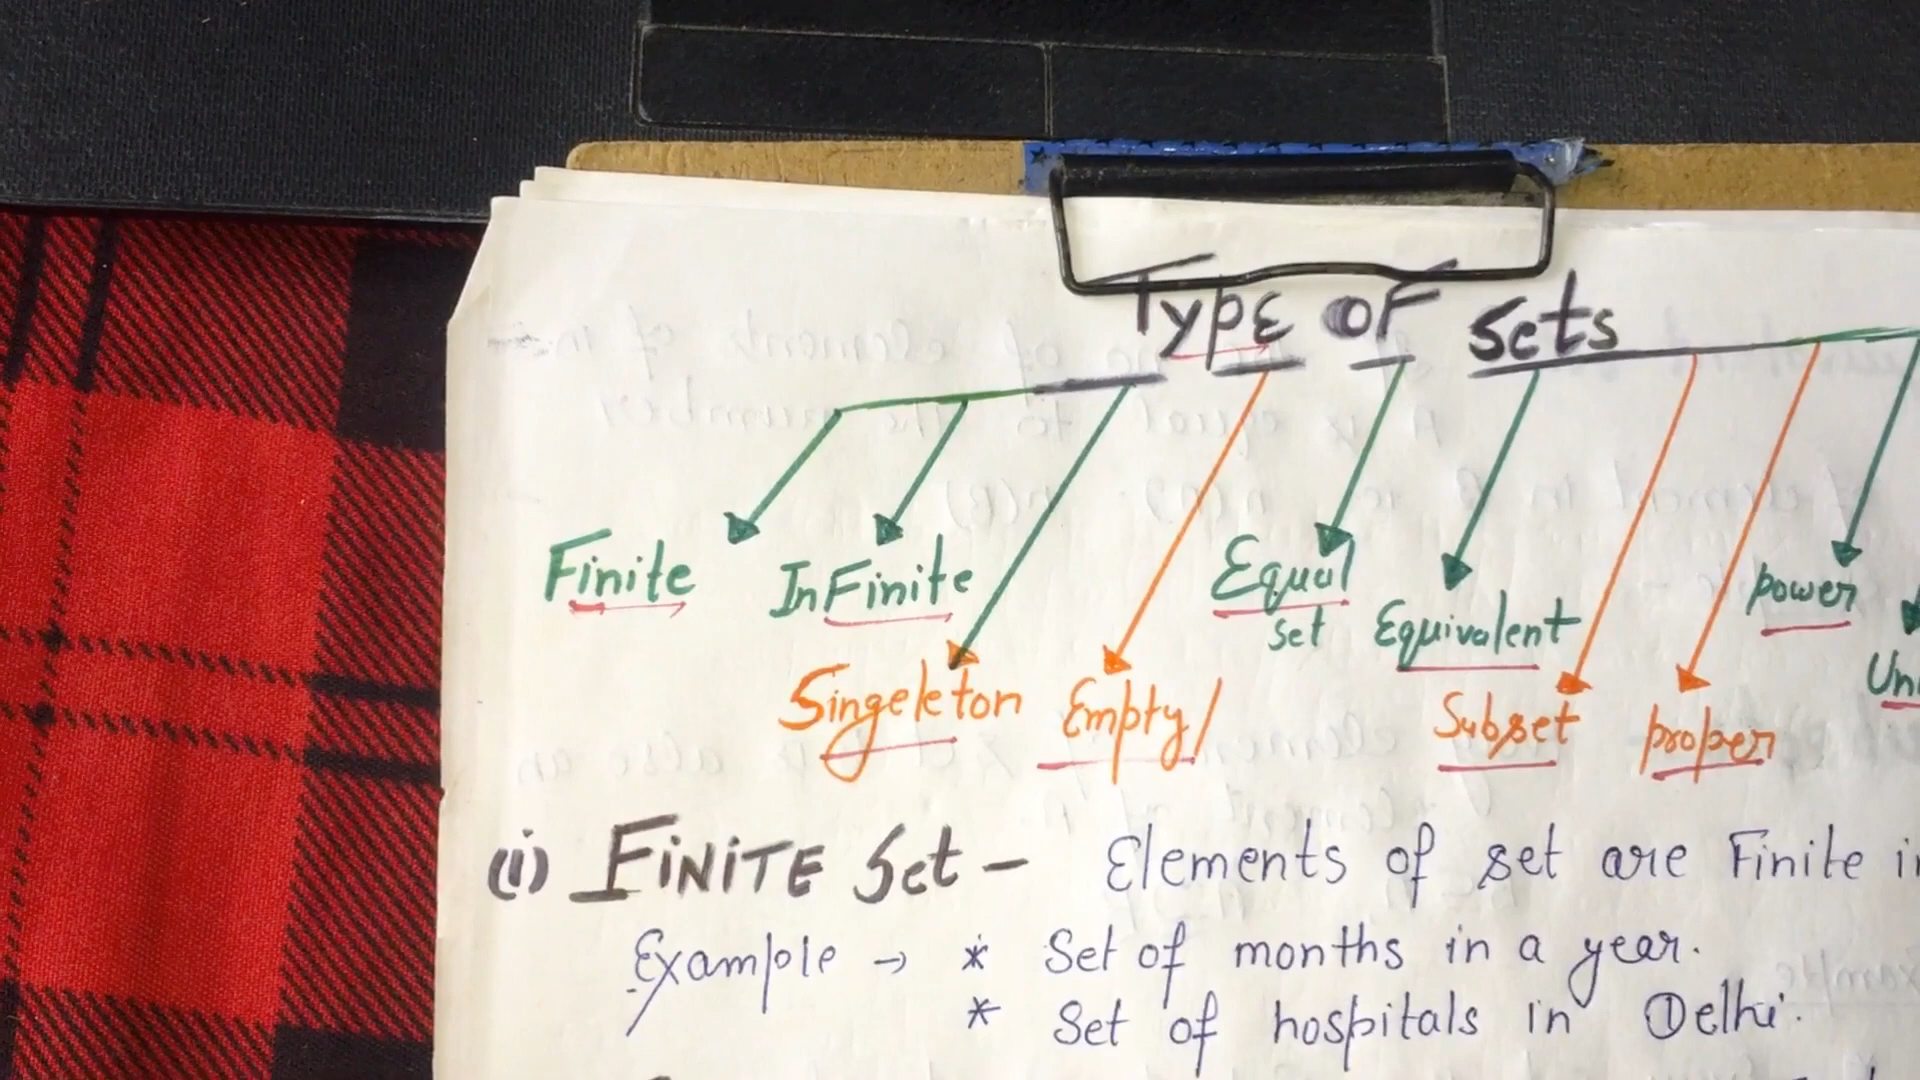 Type of Sets
Finite
InFinite
Singeleton
Empty/
Equal
set
Equivalent
Subset
proper
power
(i) FiNiTE Set - Elements of set are Finite
Example → * Set of months in a year.
* Set of hospitals in Delhi.